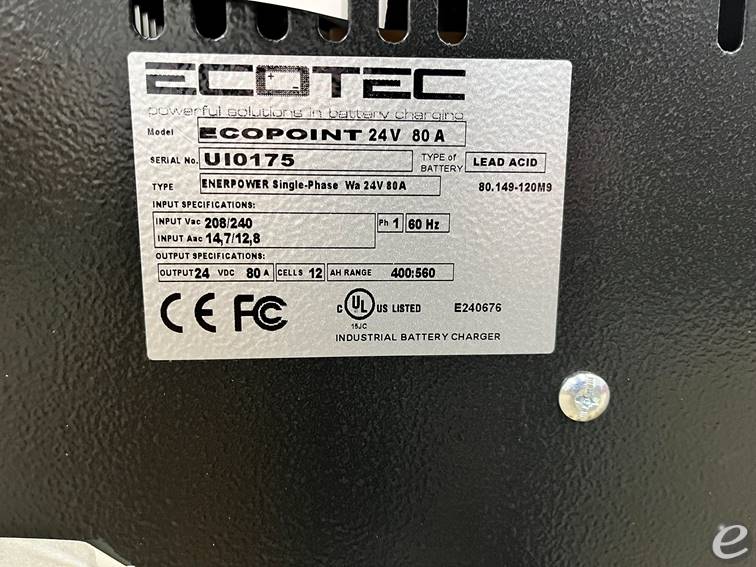 ECOTEC
powerful solutions in battery charging
Model ECOPOINT 24V 80 A
SERIAL No. UI0175 TYPE of BATTERY LEAD ACID
TYPE ENERPOWER Single-Phase Wa 24V 80A 80.149-120M9
INPUT SPECIFICATIONS:
INPUT Vac 208/240 Ph 1 60 Hz
INPUT Aac 14,7/12,8
OUTPUT SPECIFICATIONS:
OUTPUT 24 VDC 80 A CELLS 12 AH RANGE 400:560
CE FC C UL US LISTED E240676
15JC
INDUSTRIAL BATTERY CHARGER
e